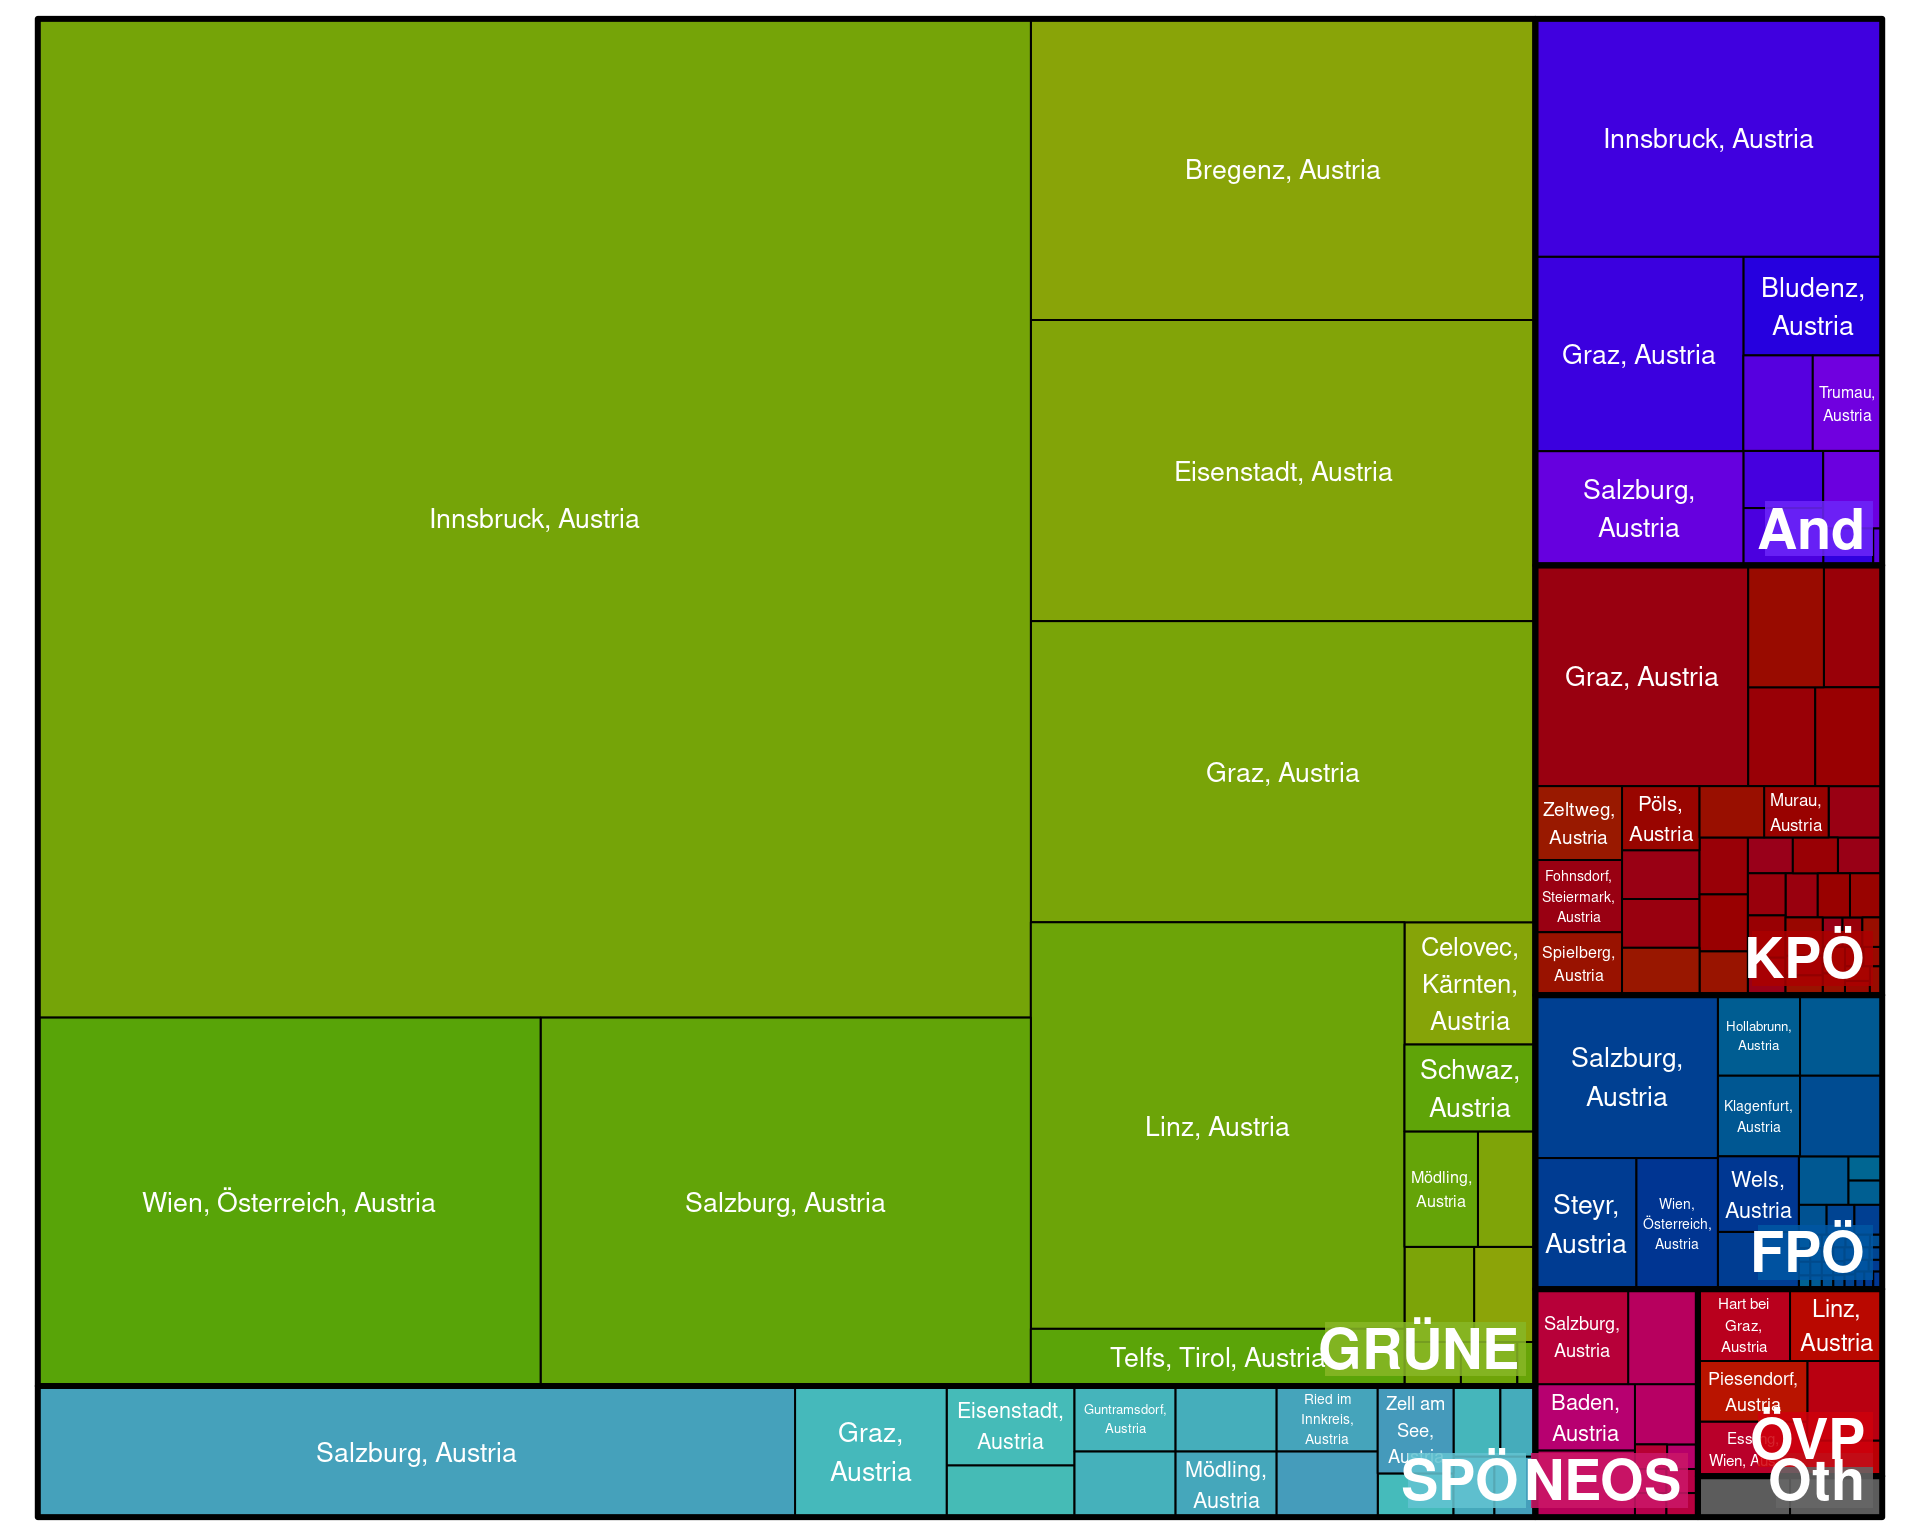 Innsbruck, Austria
Bregenz, Austria
Eisenstadt, Austria
Graz, Austria
Wien, Österreich, Austria
Salzburg, Austria
Linz, Austria
Celovec,
Kärnten,
Austria
Schwaz,
Austria
Mödling,
Austria
Telfs, Tirol, Austria
GRÜNE
Salzburg, Austria
Graz,
Austria
Eisenstadt,
Austria
Guntramsdorf,
Austria
Mödling,
Austria
Ried im
Innkreis,
Austria
Zell am
See,
Austria
SPÖ
Innsbruck, Austria
Graz, Austria
Bludenz,
Austria
Trumau,
Austria
Salzburg,
Austria
And
Graz, Austria
Zeltweg,
Austria
Pöls,
Austria
Murau,
Austria
Fohnsdorf,
Steiermark,
Austria
Spielberg,
Austria
KPÖ
Salzburg,
Austria
Hollabrunn,
Austria
Klagenfurt,
Austria
Steyr,
Austria
Wien,
Österreich,
Austria
Wels,
Austria
FPÖ
Salzburg,
Austria
Baden,
Austria
NEOS
Hart bei
Graz,
Austria
Linz,
Austria
Piesendorf,
Austria
Wien,
ÖVP
Oth